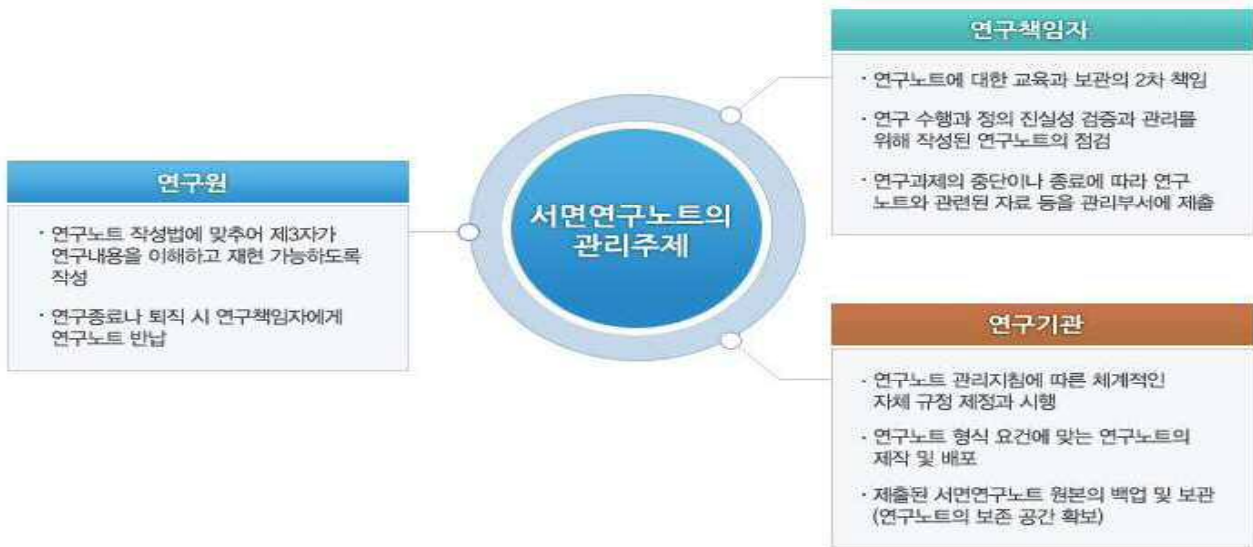 연구책임자
· 연구노트에 대한 교육과 보관의 2차 책임
· 연구 수행과 정의 진실성 검증과 관리를
위해 작성된 연구노트의 점검
· 연구과제의 중단이나 종료에 따라 연구
노트와 관련된 자료 등을 관리부서에 제출
연구원
· 연구노트 작성법에 맞추어 제3자가
연구내용을 이해하고 재현 가능하도록
작성
· 연구종료나 퇴직 시 연구책임자에게
연구노트 반납
서면연구노트의
관리주제
연구기관
· 연구노트 관리지침에 따른 체계적인
자체 규정 제정과 시행
· 연구노트 형식 요건에 맞는 연구노트의
제작 및 배포
· 제출된 서면연구노트 원본의 백업 및 보관
(연구노트의 보존 공간 확보)